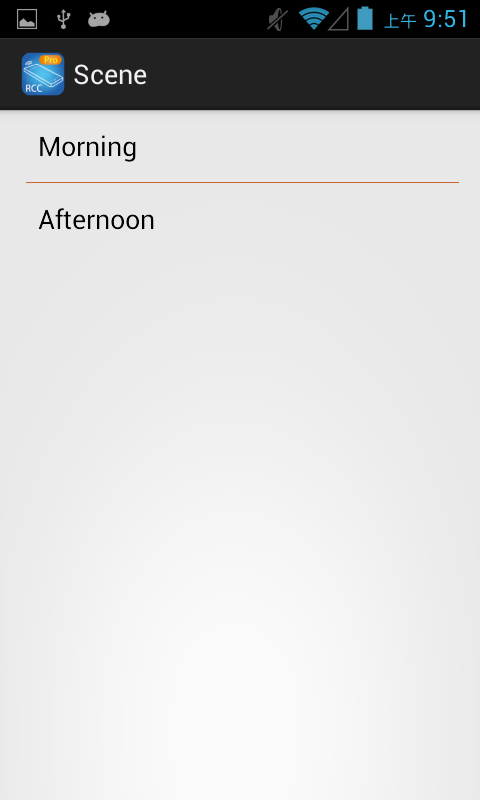 上午 9:51
Pro
RCC
Scene
Morning
Afternoon